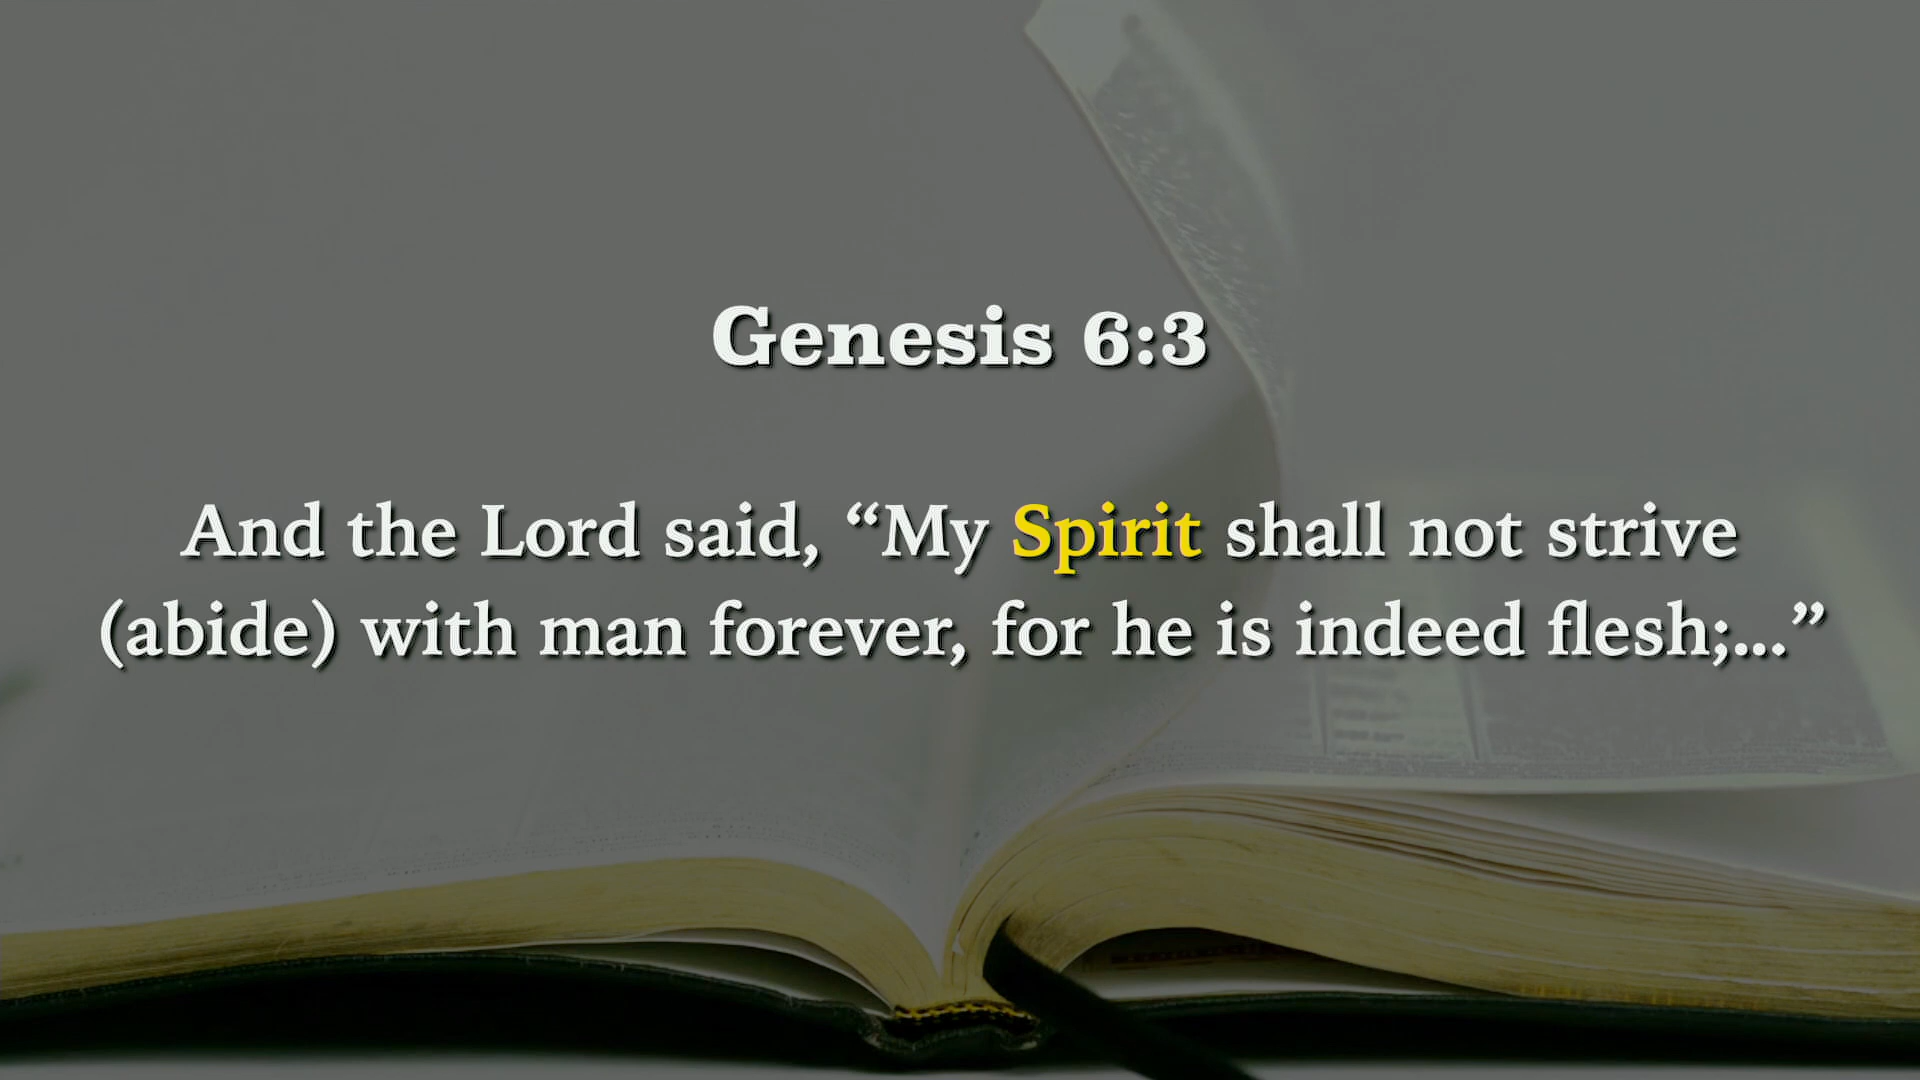 Genesis 6:3
And the Lord said, “My Spirit shall not strive
(abide) with man forever, for he is indeed flesh;...”